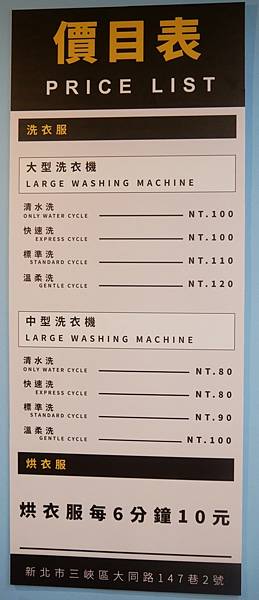 價目表
PRICE LIST
洗衣服
大型洗衣機
LARGE WASHING MACHINE
清水洗
ONLY WATER CYCLE NT.100
快速洗
EXPRESS CYCLE NT.100
標準洗
STANDARD CYCLE NT.110
溫柔洗
GENTLE CYCLE NT.120
中型洗衣機
LARGE WASHING MACHINE
清水洗
ONLY WATER CYCLE NT.80
快速洗
EXPRESS CYCLE NT.80
標準洗
STANDARD CYCLE NT.90
溫柔洗
GENTLE CYCLE NT.100
烘衣服
烘衣服每6分鐘10元
新北市三峽區大同路147巷2號